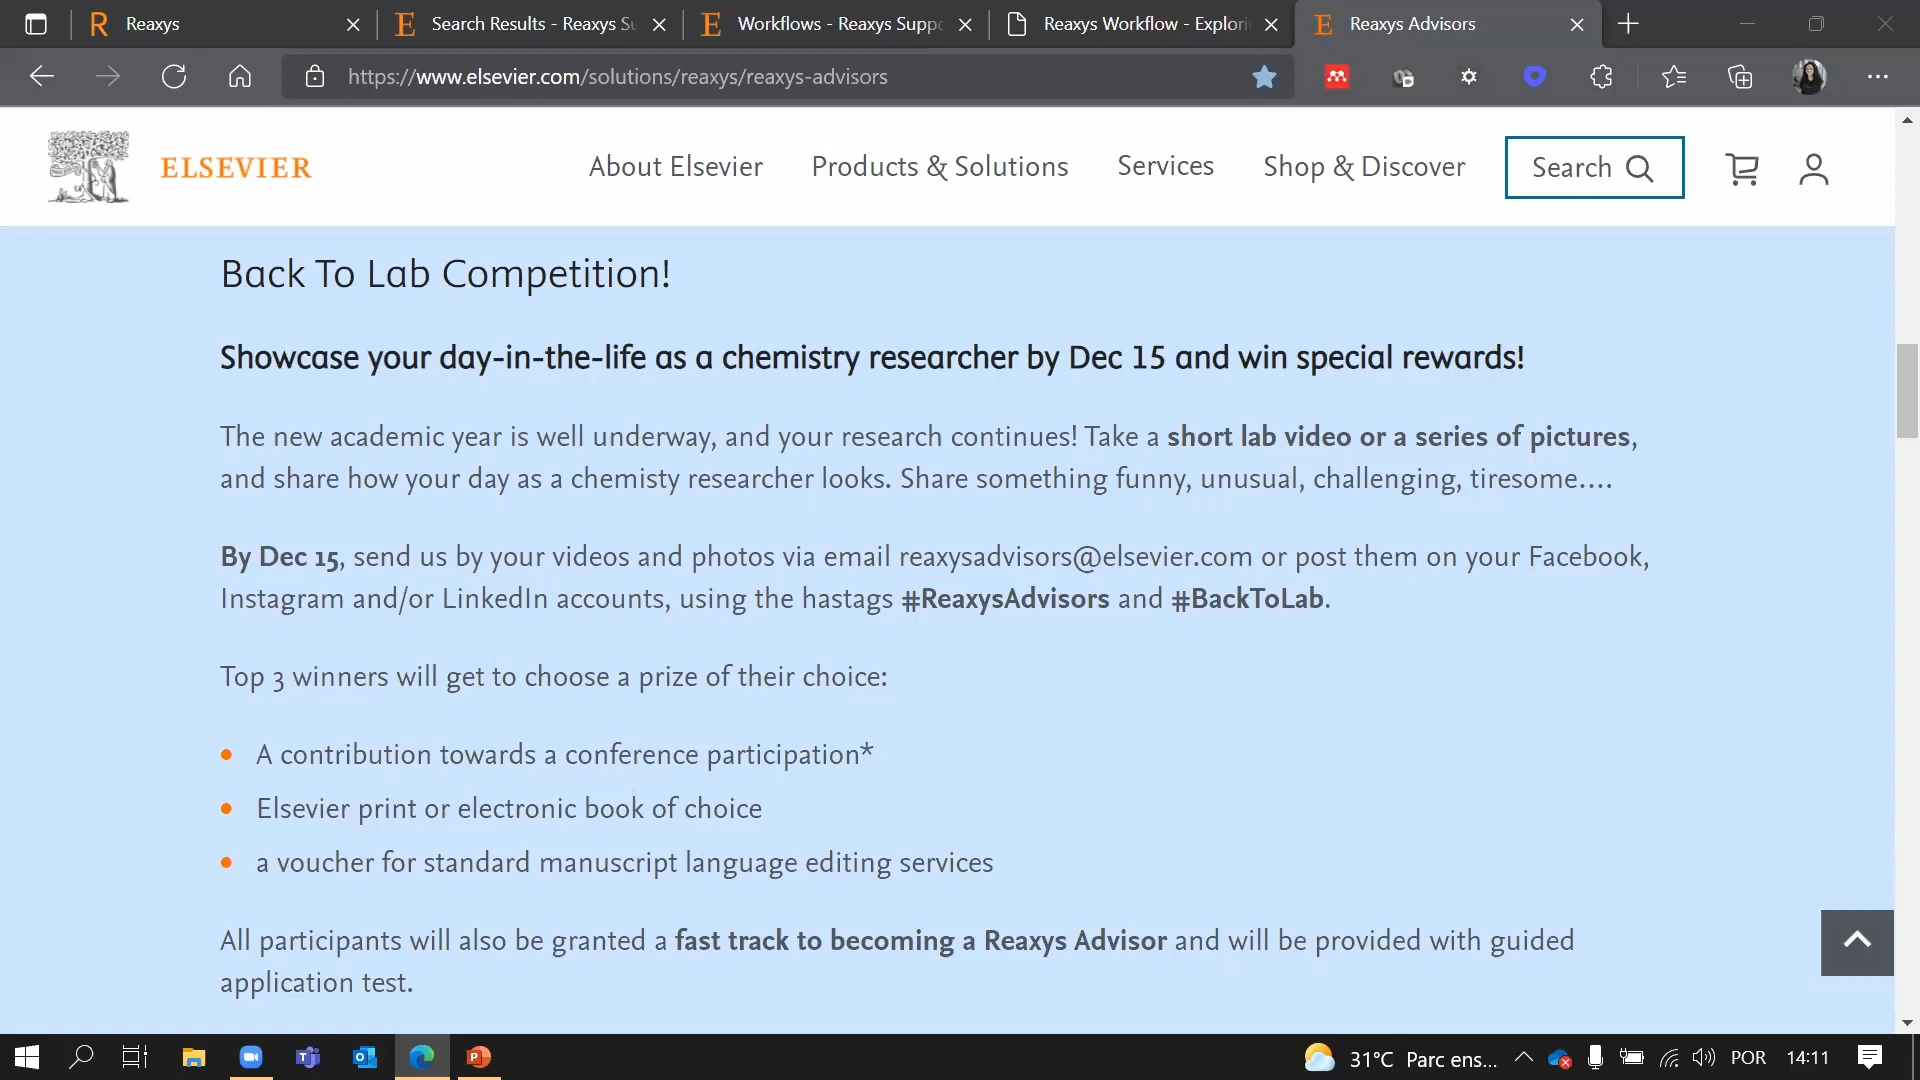 Reaxys
Search Results - Reaxys Su
Workflows - Reaxys Suppo
Reaxys Workflow - Explorin
Reaxys Advisors
https://www.elsevier.com/solutions/reaxys/reaxys-advisors
ELSEVIER
About Elsevier
Products & Solutions
Services
Shop & Discover
Search
Back To Lab Competition!
Showcase your day-in-the-life as a chemistry researcher by Dec 15 and win special rewards!
The new academic year is well underway, and your research continues! Take a short lab video or a series of pictures,
and share how your day as a chemisty researcher looks. Share something funny, unusual, challenging, tiresome....
By Dec 15, send us by your videos and photos via email reaxysadvisors@elsevier.com or post them on your Facebook,
Instagram and/or LinkedIn accounts, using the hastags #ReaxysAdvisors and #BackToLab.
Top 3 winners will get to choose a prize of their choice:
A contribution towards a conference participation*
Elsevier print or electronic book of choice
a voucher for standard manuscript language editing services
All participants will also be granted a fast track to becoming a Reaxys Advisor and will be provided with guided
application test.
31°C Parc ens...
POR
14:11